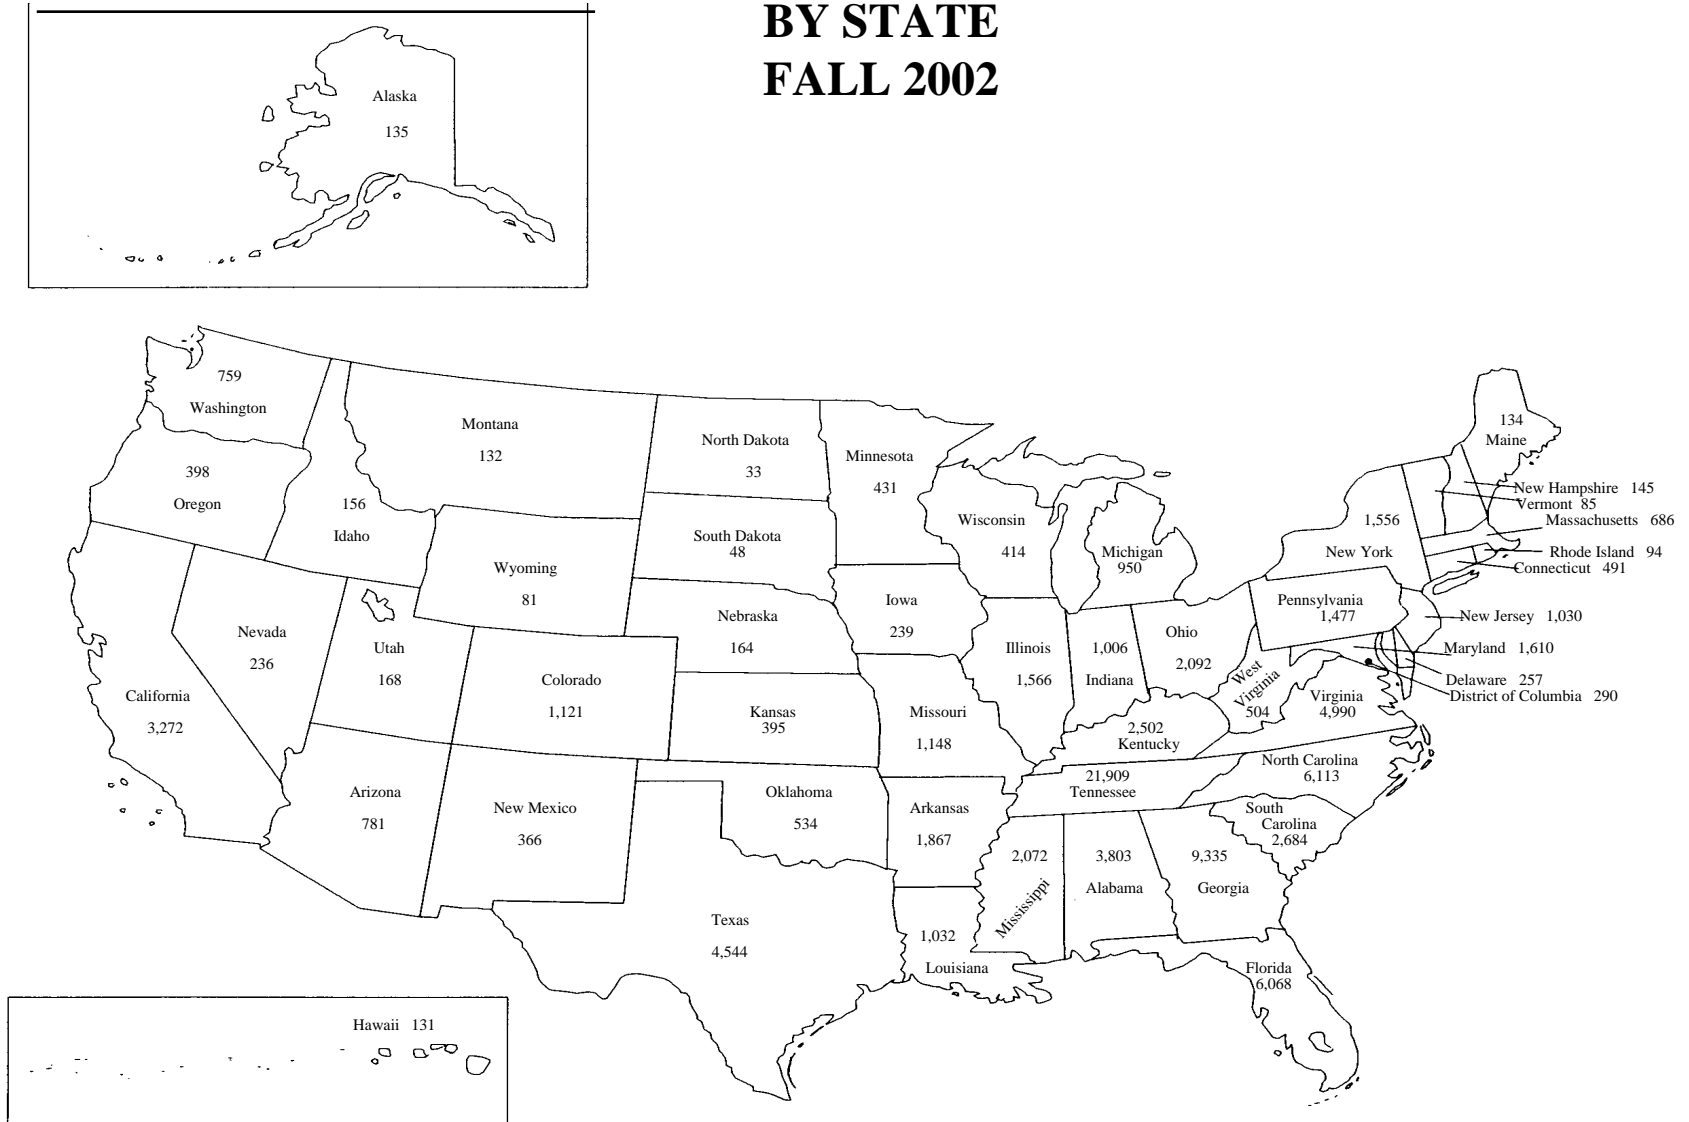 BY STATE
FALL 2002
Alaska
135
759
Washington
398
Oregon
156
Idaho
Montana
132
North Dakota
33
Minnesota
431
South Dakota
48
Wisconsin
414
Michigan
950
1,556
New York
134
Maine
New Hampshire 145
Vermont 85
Massachusetts 686
Rhode Island 94
Connecticut 491
New Jersey 1,030
Maryland 1,610
Delaware 257
District of Columbia 290
Wyoming
81
Nebraska
164
Iowa
239
Illinois
1,566
1,006
Indiana
Ohio
2,092
Pennsylvania
1,477
West
Virginia
504
Virginia
4,990
California
3,272
Nevada
236
Utah
168
Colorado
1,121
Kansas
395
Missouri
1,148
2,502
Kentucky
21,909
Tennessee
North Carolina
6,113
South
Carolina
2,684
Arizona
781
New Mexico
366
Oklahoma
534
Arkansas
1,867
2,072
Mississippi
3,803
Alabama
9,335
Georgia
Texas
4,544
1,032
Louisiana
Florida
6,068
Hawaii 131